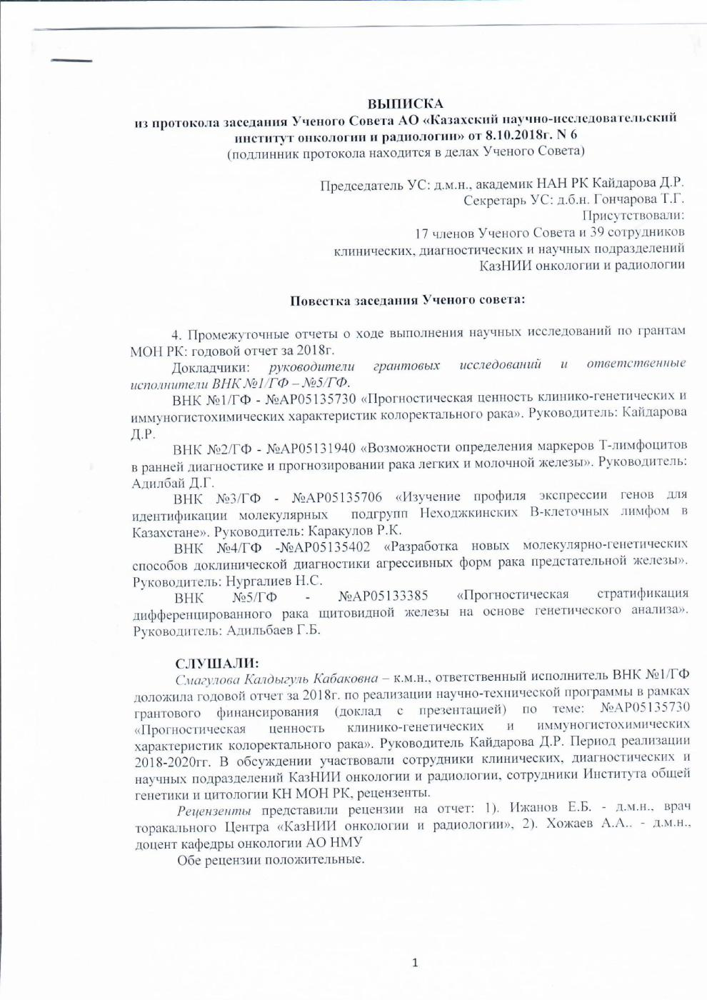 ВЫПИСКА
из протокола заседания Ученого Совета АО «Казахский научно-исследовательский
институт онкологии и радиологии» от 8.10.2018г. N 6
(подлинник протокола находится в делах Ученого Совета)
Председатель УС: д.м.н., академик НАН РК Кайдарова Д.Р.
Секретарь УС: д.б.н. Гончарова Т.Г.
Присутствовали:
17 членов Ученого Совета и 39 сотрудников
клинических, диагностических и научных подразделений
КазНИИ онкологии и радиологии
Повестка заседания Ученого совета:
4. Промежуточные отчеты о ходе выполнения научных исследований по грантам
МОН РК: годовой отчет за 2018г.
Докладчики: руководители грантовых исследований и ответственные
исполнители ВНК №1/ГФ – №5/ГФ.
ВНК №1/ГФ - №АР05135730 «Прогностическая ценность клинико-генетических и
иммуногистохимических характеристик колоректального рака». Руководитель: Кайдарова
Д.Р.
ВНК №2/ГФ - №АР05131940 «Возможности определения маркеров Т-лимфоцитов
в ранней диагностике и прогнозировании рака легких и молочной железы». Руководитель:
Адилбай Д.Г.
ВНК №3/ГФ - №АР05135706 «Изучение профиля экспрессии генов для
идентификации молекулярных подгрупп Неходжкинских В-клеточных лимфом в
Казахстане». Руководитель: Каракулов Р.К.
ВНК №4/ГФ -№АР05135402 «Разработка новых молекулярно-генетических
способов доклинической диагностики агрессивных форм рака предстательной железы».
Руководитель: Нургалиев Н.С.
ВНК №5/ГФ - №АР05133385 «Прогностическая стратификация
дифференцированного рака щитовидной железы на основе генетического анализа».
Руководитель: Адильбаев Г.Б.
СЛУШАЛИ:
Смагулова Калдыгуль Кабаковна – к.м.н., ответственный исполнитель ВНК №1/ГФ
доложила годовой отчет за 2018г. по реализации научно-технической программы в рамках
грантового финансирования (доклад с презентацией) по теме: №АР05135730
«Прогностическая ценность клинико-генетических и иммуногистохимических
характеристик колоректального рака». Руководитель Кайдарова Д.Р. Период реализации
2018-2020гг. В обсуждении участвовали сотрудники клинических, диагностических и
научных подразделений КазНИИ онкологии и радиологии, сотрудники Института общей
генетики и цитологии КН МОН РК, рецензенты.
Рецензенты представили рецензии на отчет: 1). Ижанов Е.Б. - д.м.н., врач
торакального Центра «КазНИИ онкологии и радиологии», 2). Хожаев А.А.. - д.м.н.,
доцент кафедры онкологии АО НМУ
Обе рецензии положительные.
1